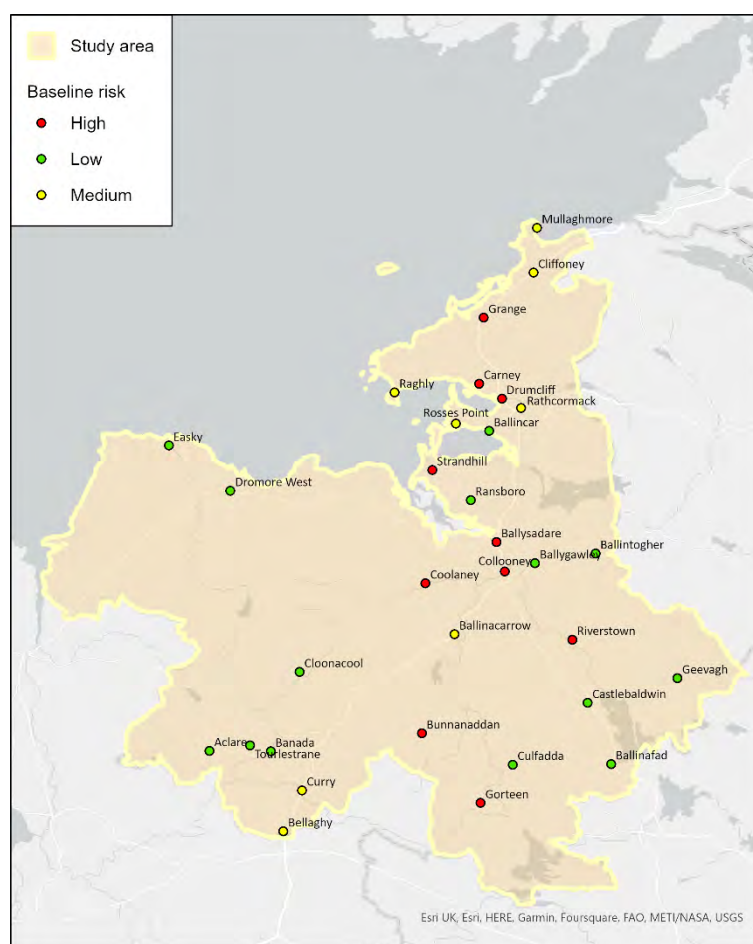 Study area
Baseline risk
High
Low
Medium
Mullaghmore
Cliffoney
Grange
Carney
Raghly
Drumcliff
Rathcormack
Rosses Point
Ballincar
Easky
Strandhill
Dromore West
Ransboro
Ballysadare
Ballintogher
Collooney
Ballygawley
Coolaney
Ballinacarrow
Riverstown
Cloonacool
Geevagh
Castlebaldwin
Bunnanaddan
Aclare
Banada
Tourlestrane
Culfadda
Ballinafad
Curry
Gorteen
Bellaghy
Esri UK, Esri, HERE, Garmin, Foursquare, FAO, METI/NASA, USGS